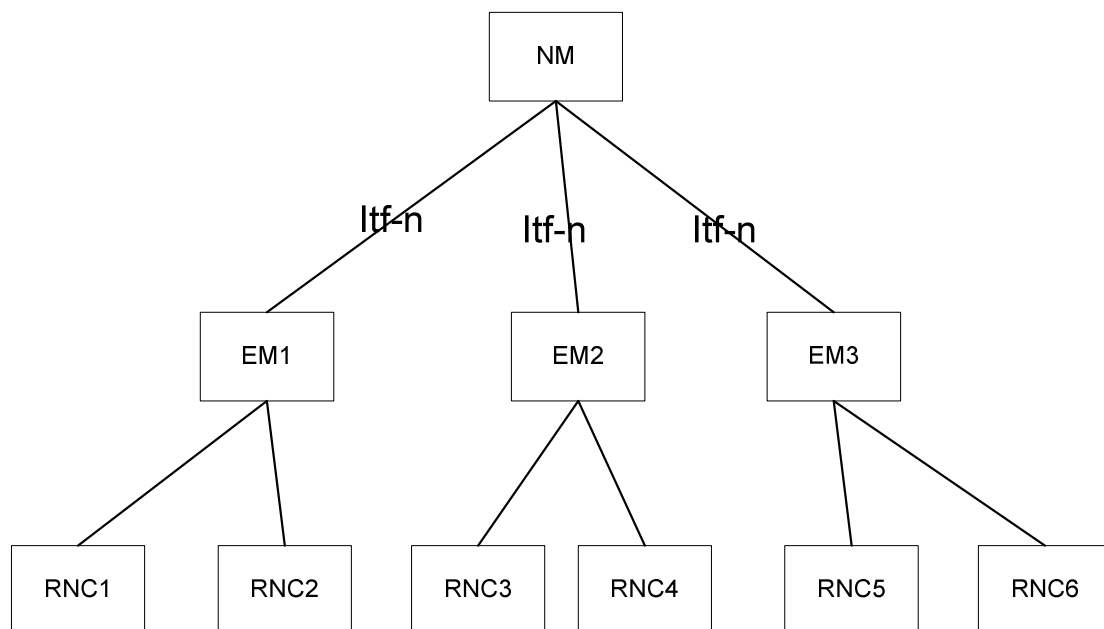 NM
Itf-n
Itf-n
Itf-n
EM1
EM2
EM3
RNC1
RNC2
RNC3
RNC4
RNC5
RNC6